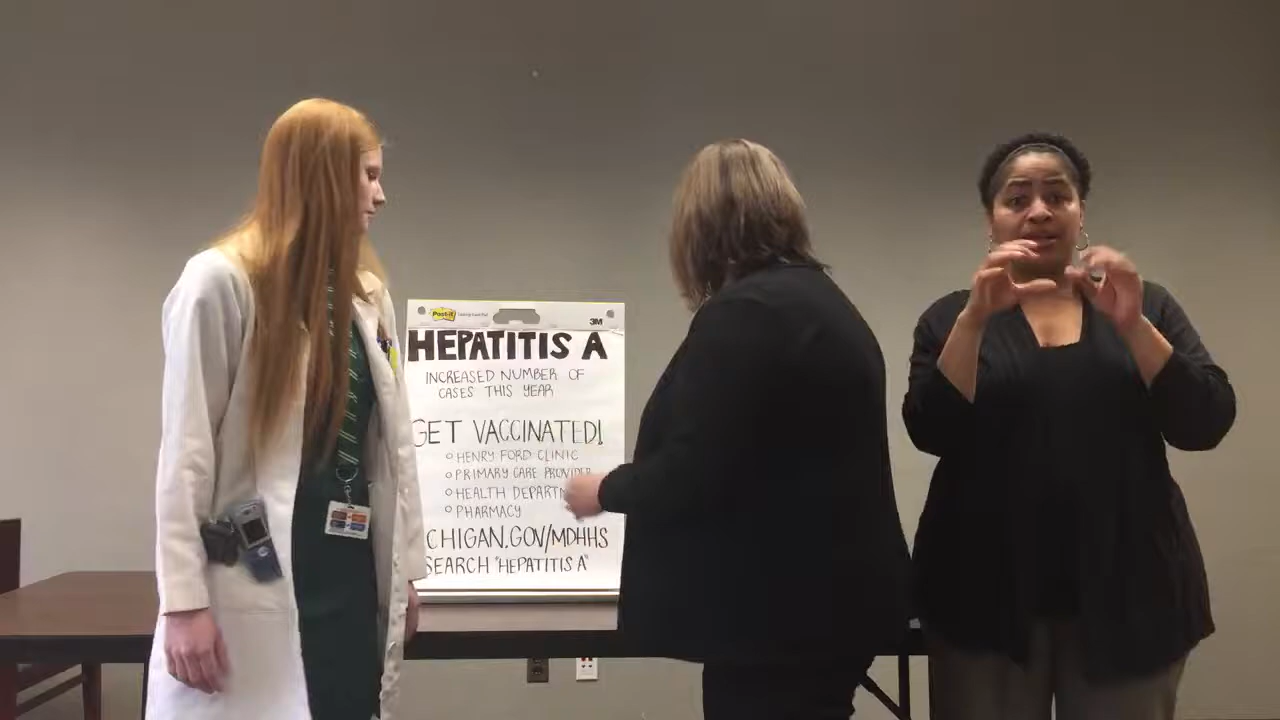 Post-it
3M
HEPATITIS A
INCREASED NUMBER OF
CASES THIS YEAR
GET VACCINATED!
HENRY FORD CLINIC
PRIMARY CARE PROVIDER
HEALTH DEPARTM
PHARMACY
CHIGAN.GOV/MDHHS
SEARCH "HEPATITIS A"